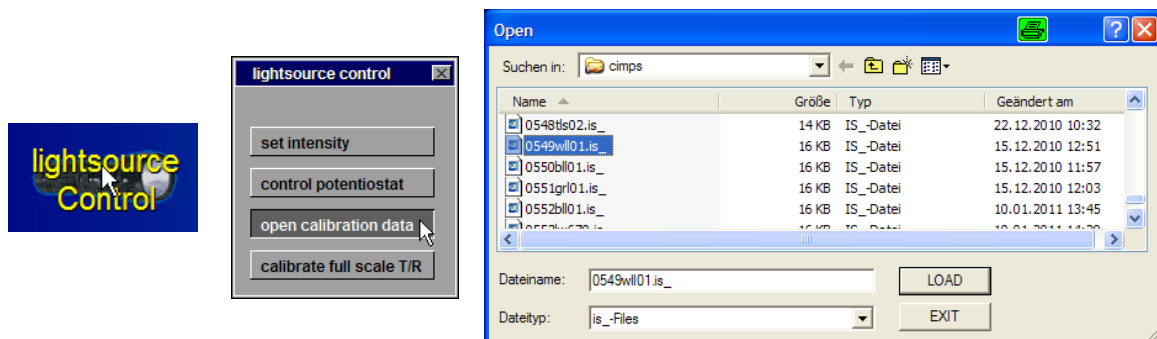 lightsource
Control
lightsource control
set intensity
control potentiostat
open calibration data
calibrate full scale T/R
Open
Suchen in: cimps
Name Größe Typ Geändert am
0548tls02.is_ 14 KB IS_-Datei 22.12.2010 10:32
0549wll01.is_ 16 KB IS_-Datei 15.12.2010 12:51
0550bll01.is_ 16 KB IS_-Datei 15.12.2010 11:57
0551grl01.is_ 16 KB IS_-Datei 15.12.2010 12:03
0552bll01.is_ 16 KB IS_-Datei 10.01.2011 13:45
16 KB IS_-Datei
Dateiname: 0549wll01.is_ LOAD
Dateityp: is_-Files EXIT